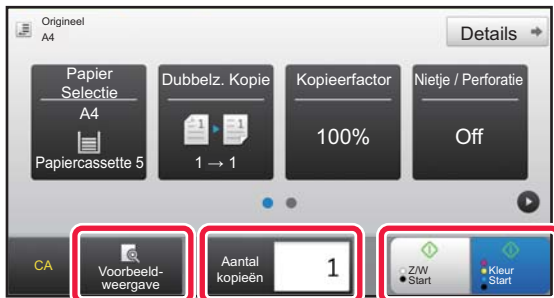 Origineel
A4
Details
Papier
Selectie
A4
Papiercassette 5
Dubbelz. Kopie
1 → 1
Kopieerfactor
100%
Nietje / Perforatie
Off
CA
Voorbeeld-
weergave
Aantal
kopieën
1
Z/W
Start
Kleur
Start